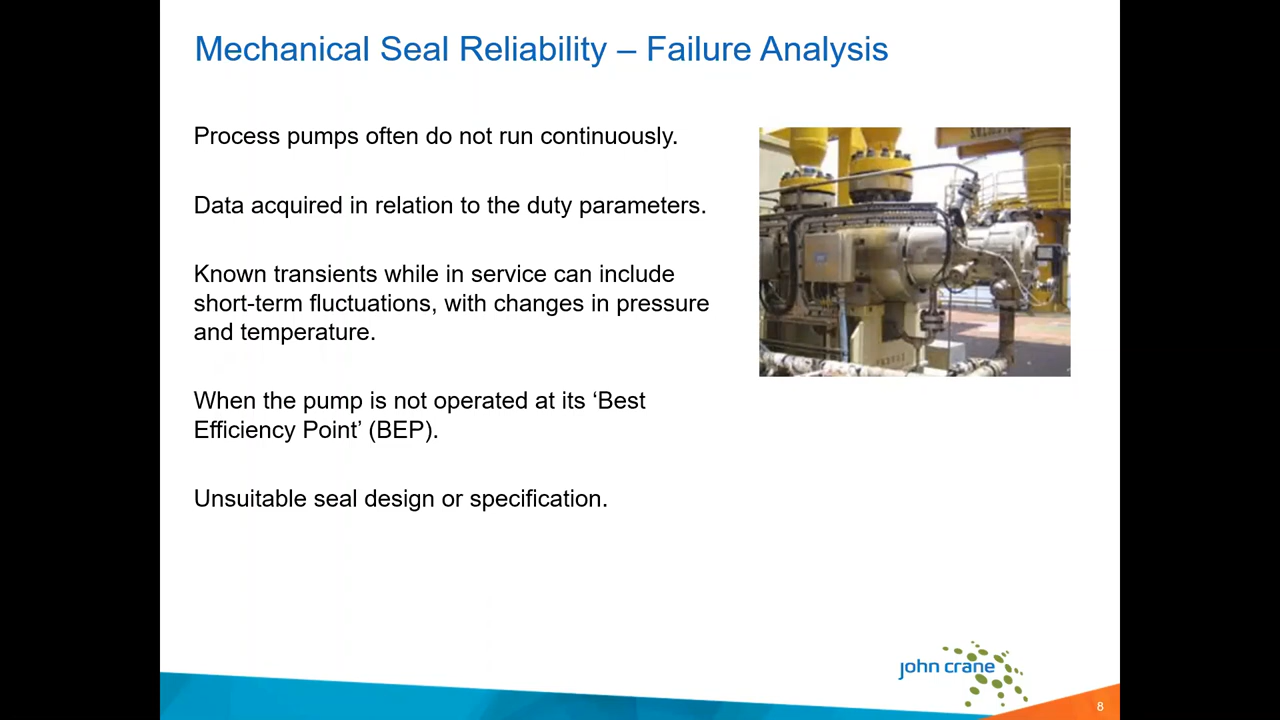 Mechanical Seal Reliability – Failure Analysis
Process pumps often do not run continuously.
Data acquired in relation to the duty parameters.
Known transients while in service can include
short-term fluctuations, with changes in pressure
and temperature.
When the pump is not operated at its ‘Best
Efficiency Point’ (BEP).
Unsuitable seal design or specification.
john crane
8